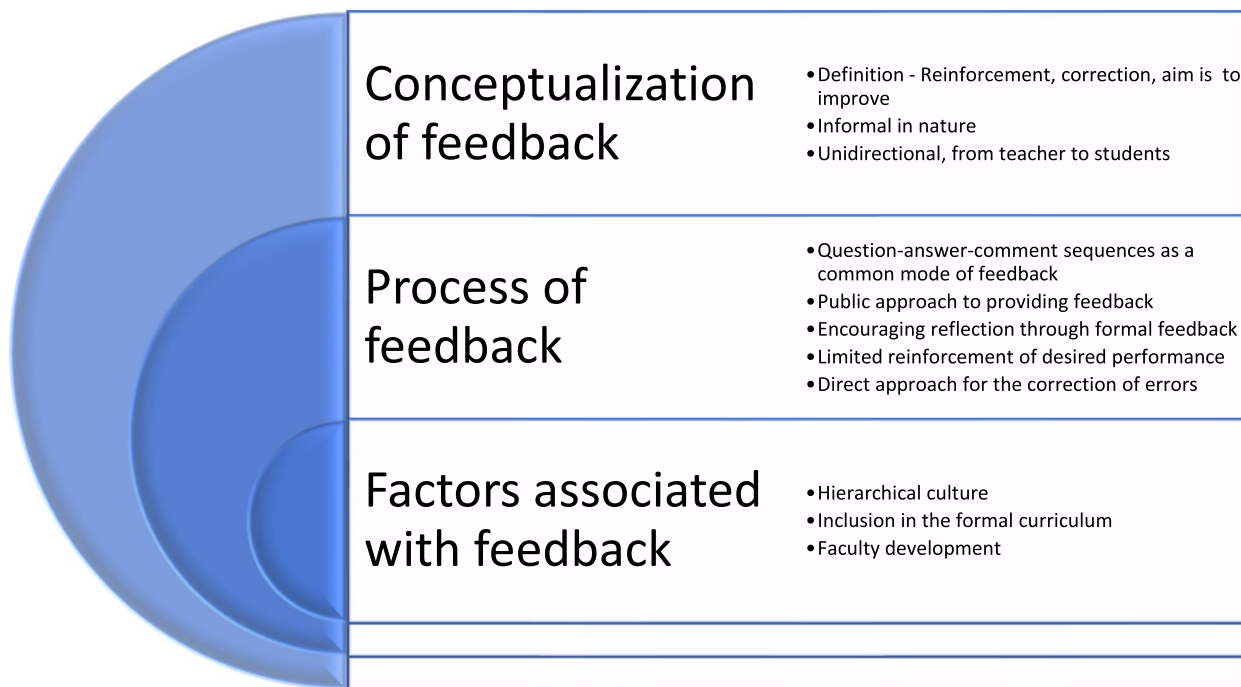 Conceptualization
of feedback
•Definition - Reinforcement, correction, aim is  to
improve
•Informal in nature
•Unidirectional, from teacher to students
Process of
feedback
•Question-answer-comment sequences as a
common mode of feedback
•Public approach to providing feedback
•Encouraging reflection through formal feedback
•Limited reinforcement of desired performance
•Direct approach for the correction of errors
Factors associated
with feedback
•Hierarchical culture
•Inclusion in the formal curriculum
•Faculty development